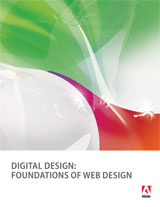 DIGITAL DESIGN:
FOUNDATIONS OF WEB DESIGN
Adobe